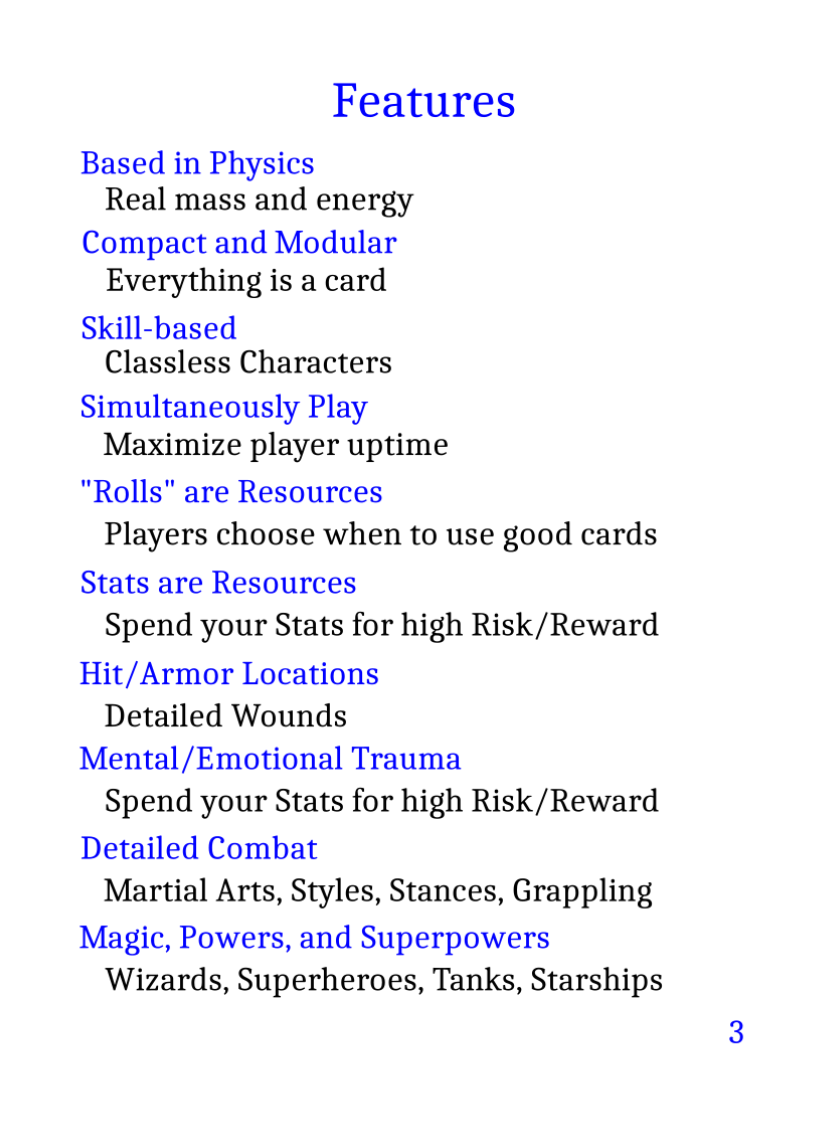 Features
Based in Physics
Real mass and energy
Compact and Modular
Everything is a card
Skill-based
Classless Characters
Simultaneously Play
Maximize player uptime
"Rolls" are Resources
Players choose when to use good cards
Stats are Resources
Spend your Stats for high Risk/Reward
Hit/Armor Locations
Detailed Wounds
Mental/Emotional Trauma
Spend your Stats for high Risk/Reward
Detailed Combat
Martial Arts, Styles, Stances, Grappling
Magic, Powers, and Superpowers
Wizards, Superheroes, Tanks, Starships
3